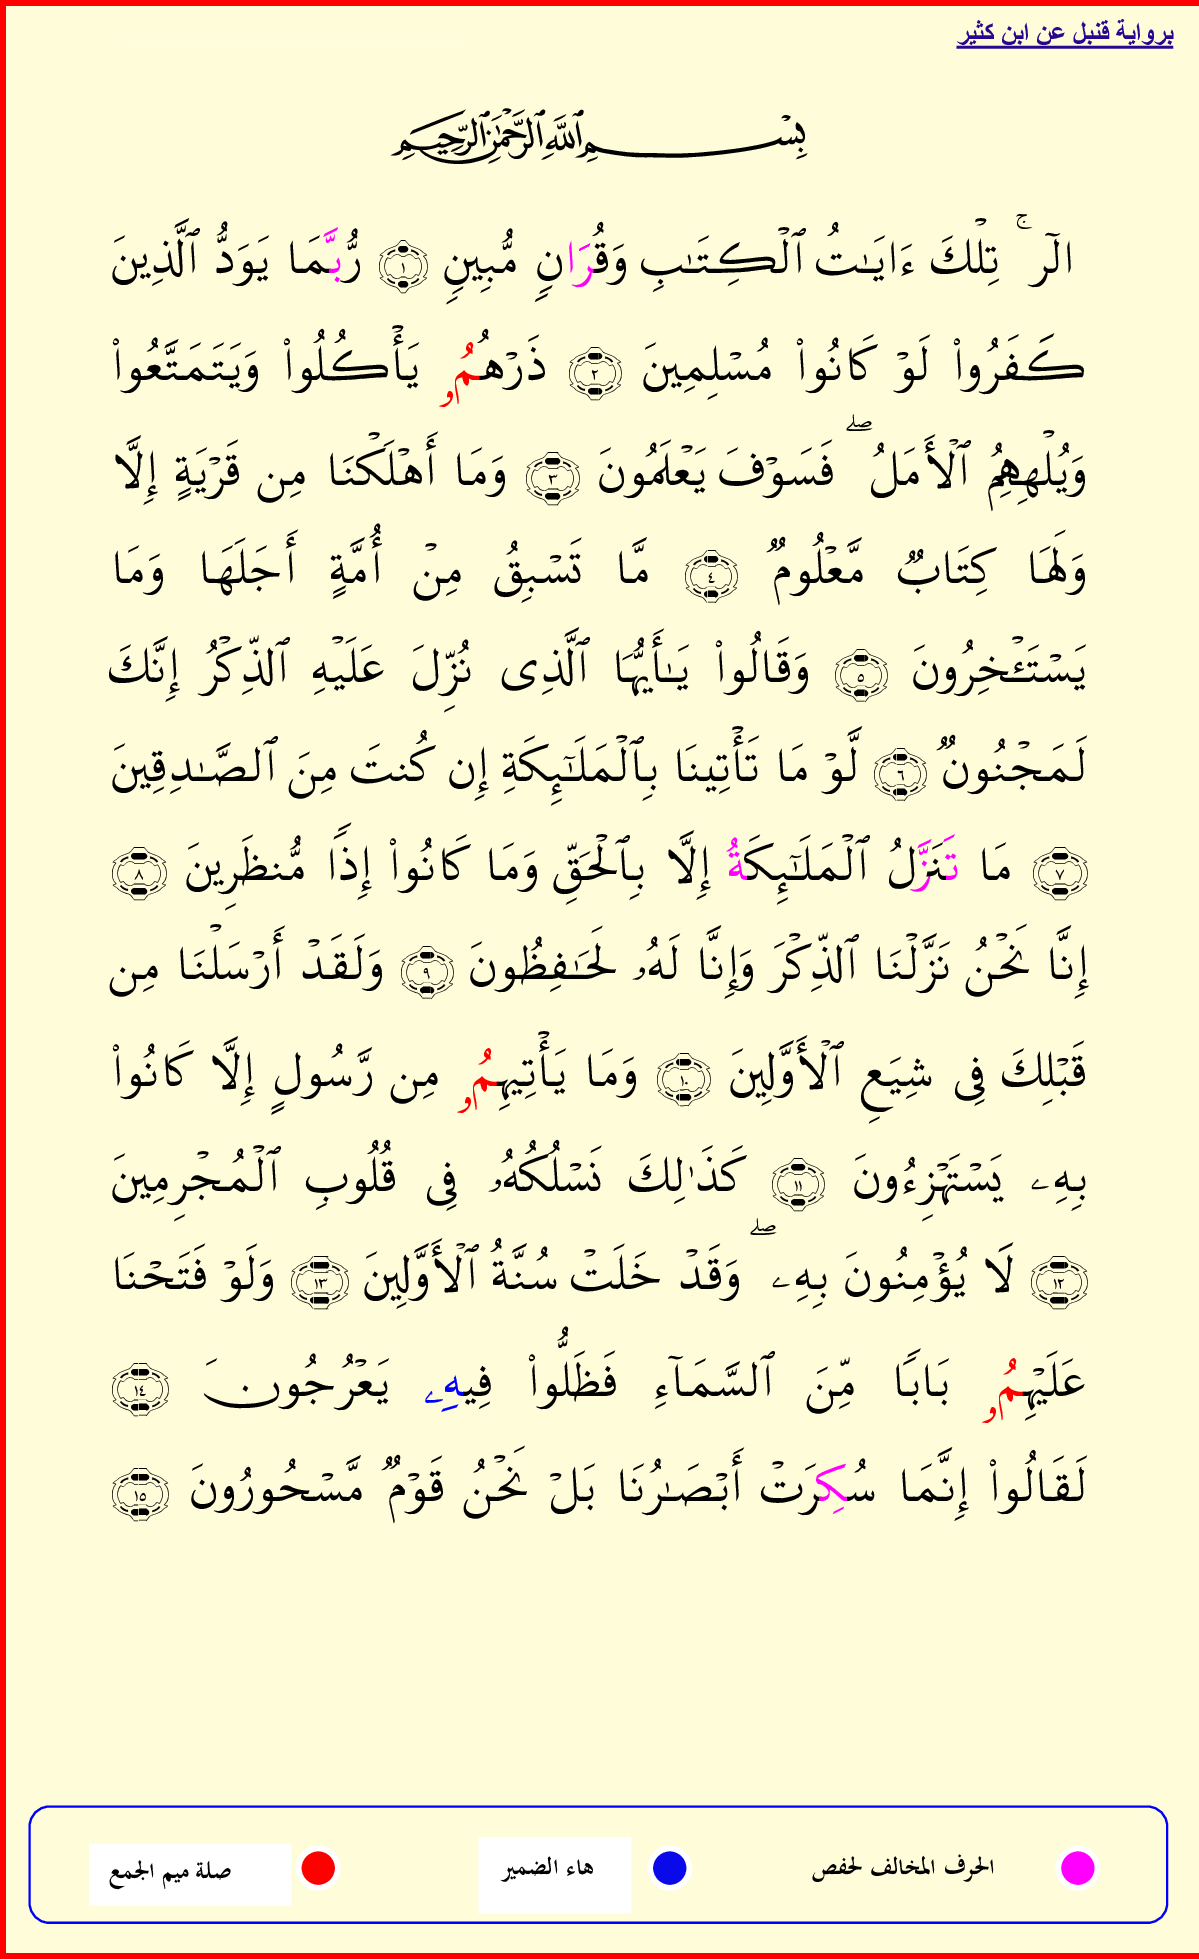 برواية قنبل عن ابن كثير
بِسْمِ ٱللَّهِ ٱلرَّحْمَٰنِ ٱلرَّحِيمِ
الٓرۚ تِلْكَ ءَايَٰتُ ٱلْكِتَٰبِ وَقُرَانٍ مُّبِينٍ ١ رُّبَّمَا يَوَدُّ ٱلَّذِينَ
كَفَرُواْ لَوْ كَانُواْ مُسْلِمِينَ ٢ ذَرْهُمُۥ يَأْكُلُواْ وَيَتَمَتَّعُواْ
وَيُلْهِهِمُ ٱلْأَمَلُۖ فَسَوْفَ يَعْلَمُونَ ٣ وَمَا أَهْلَكْنَا مِن قَرْيَةٍ إِلَّا
وَلَهَا كِتَابٌ مَّعْلُومٌ ٤ مَّا تَسْبِقُ مِنْ أُمَّةٍ أَجَلَهَا وَمَا
يَسْتَـْٔخِرُونَ ٥ وَقَالُواْ يَٰأَيُّهَا ٱلَّذِى نُزِّلَ عَلَيْهِ ٱلذِّكْرُ إِنَّكَ
لَمَجْنُونٌ ٦ لَّوْ مَا تَأْتِينَا بِٱلْمَلَٰٓئِكَةِ إِن كُنتَ مِنَ ٱلصَّٰدِقِينَ
٧ مَا تَنَزَّلُ ٱلْمَلَٰٓئِكَةُ إِلَّا بِٱلْحَقِّ وَمَا كَانُواْ إِذًا مُّنظَرِينَ ٨
إِنَّا نَحْنُ نَزَّلْنَا ٱلذِّكْرَ وَإِنَّا لَهُۥ لَحَٰفِظُونَ ٩ وَلَقَدْ أَرْسَلْنَا مِن
قَبْلِكَ فِى شِيَعِ ٱلْأَوَّلِينَ ١٠ وَمَا يَأْتِيهِمُۥ مِن رَّسُولٍ إِلَّا كَانُواْ
بِهِۦ يَسْتَهْزِءُونَ ١١ كَذَٰلِكَ نَسْلُكُهُۥ فِى قُلُوبِ ٱلْمُجْرِمِينَ
١٢ لَا يُؤْمِنُونَ بِهِۦۖ وَقَدْ خَلَتْ سُنَّةُ ٱلْأَوَّلِينَ ١٣ وَلَوْ فَتَحْنَا
عَلَيْهِمُۥ بَابًا مِّنَ ٱلسَّمَآءِ فَظَلُّواْ فِيهِۦ يَعْرُجُونَ ١٤
لَقَالُواْ إِنَّمَا سُكِرَتْ أَبْصَٰرُنَا بَلْ نَحْنُ قَوْمٌ مَّسْحُورُونَ ١٥
الحرف المخالف لحفص هاء الضمير صلة ميم الجمع